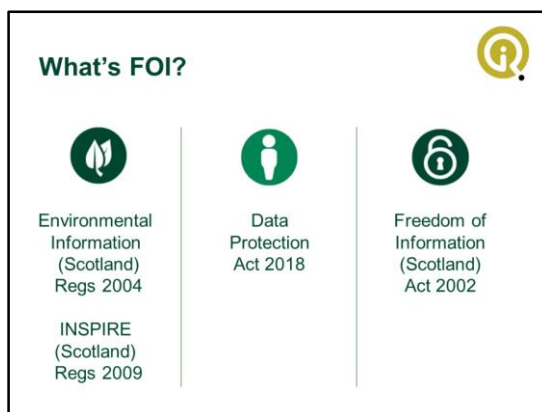 What's FOI?
Environmental
Information
(Scotland)
Regs 2004
INSPIRE
(Scotland)
Regs 2009
Data
Protection
Act 2018
Freedom of
Information
(Scotland)
Act 2002